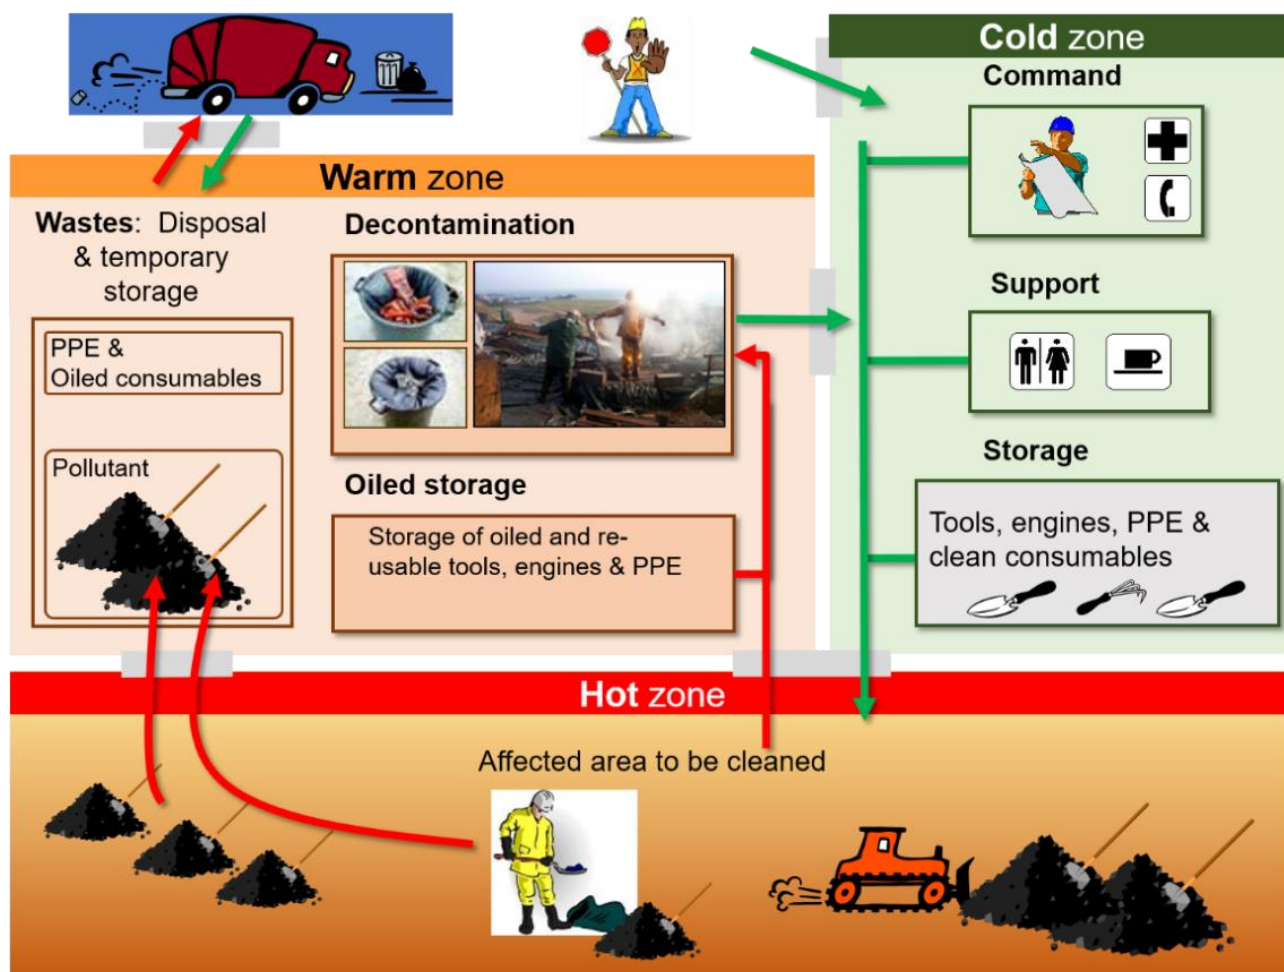 Cold zone
Command
Warm zone
Wastes: Disposal
& temporary
storage
Decontamination
Support
PPE &
Oiled consumables
Pollutant
Oiled storage
Storage of oiled and re-
usable tools, engines & PPE
Storage
Tools, engines, PPE &
clean consumables
Hot zone
Affected area to be cleaned